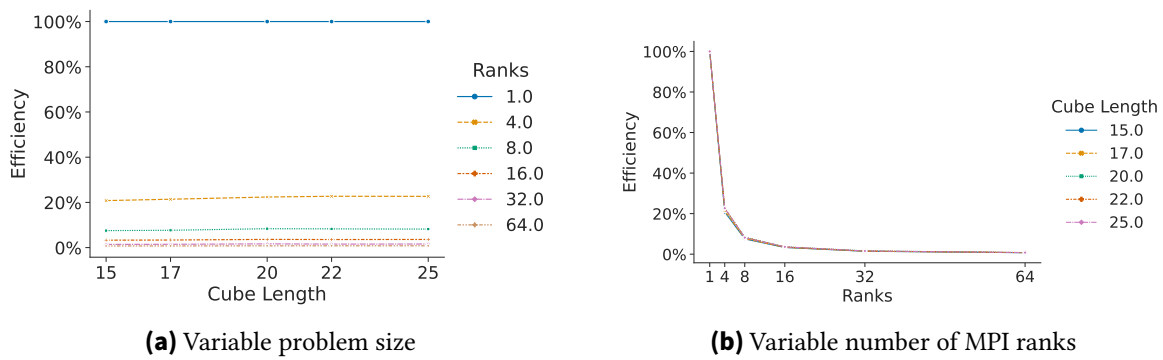 100%
80%
60%
40%
20%
0%
Efficiency
15 17 20 22 25
Cube Length
Ranks
1.0
4.0
8.0
16.0
32.0
64.0
(a) Variable problem size
100%
80%
60%
40%
20%
0%
Efficiency
1 4 8 16 32 64
Ranks
Cube Length
15.0
17.0
20.0
22.0
25.0
(b) Variable number of MPI ranks